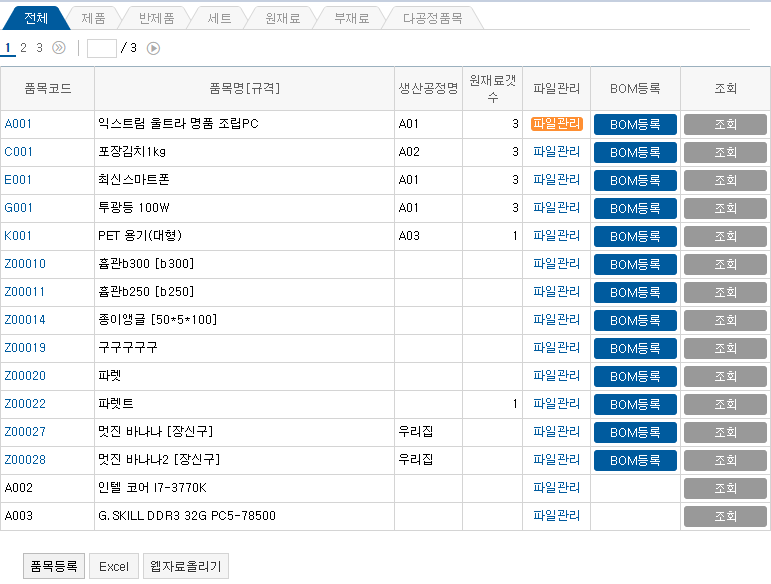 전체 제품 반제품 세트 원재료 부재료 다공정품목
1 2 3 / 3
품목코드 품목명[규격] 생산공정명 원재료갯수 파일관리 BOM등록 조회
A001 익스트림 울트라 명품 조립PC A01 3 파일관리 BOM등록 조회
C001 포장김치1kg A02 3 파일관리 BOM등록 조회
E001 최신스마트폰 A01 3 파일관리 BOM등록 조회
G001 투광등 100W A01 3 파일관리 BOM등록 조회
K001 PET 용기(대형) A03 1 파일관리 BOM등록 조회
Z00010 흄관b300 [b300] 파일관리 BOM등록 조회
Z00011 흄관b250 [b250] 파일관리 BOM등록 조회
Z00014 종이앵글 [50*5*100] 파일관리 BOM등록 조회
Z00019 구구구구구 파일관리 BOM등록 조회
Z00020 파렛 파일관리 BOM등록 조회
Z00022 파렛트 1 파일관리 BOM등록 조회
Z00027 멋진 바나나 [장신구] 우리집 파일관리 BOM등록 조회
Z00028 멋진 바나나2 [장신구] 우리집 파일관리 BOM등록 조회
A002 인텔 코어 I7-3770K 파일관리 조회
A003 G.SKILL DDR3 32G PC5-78500 파일관리 조회
품목등록 Excel 웹자료올리기